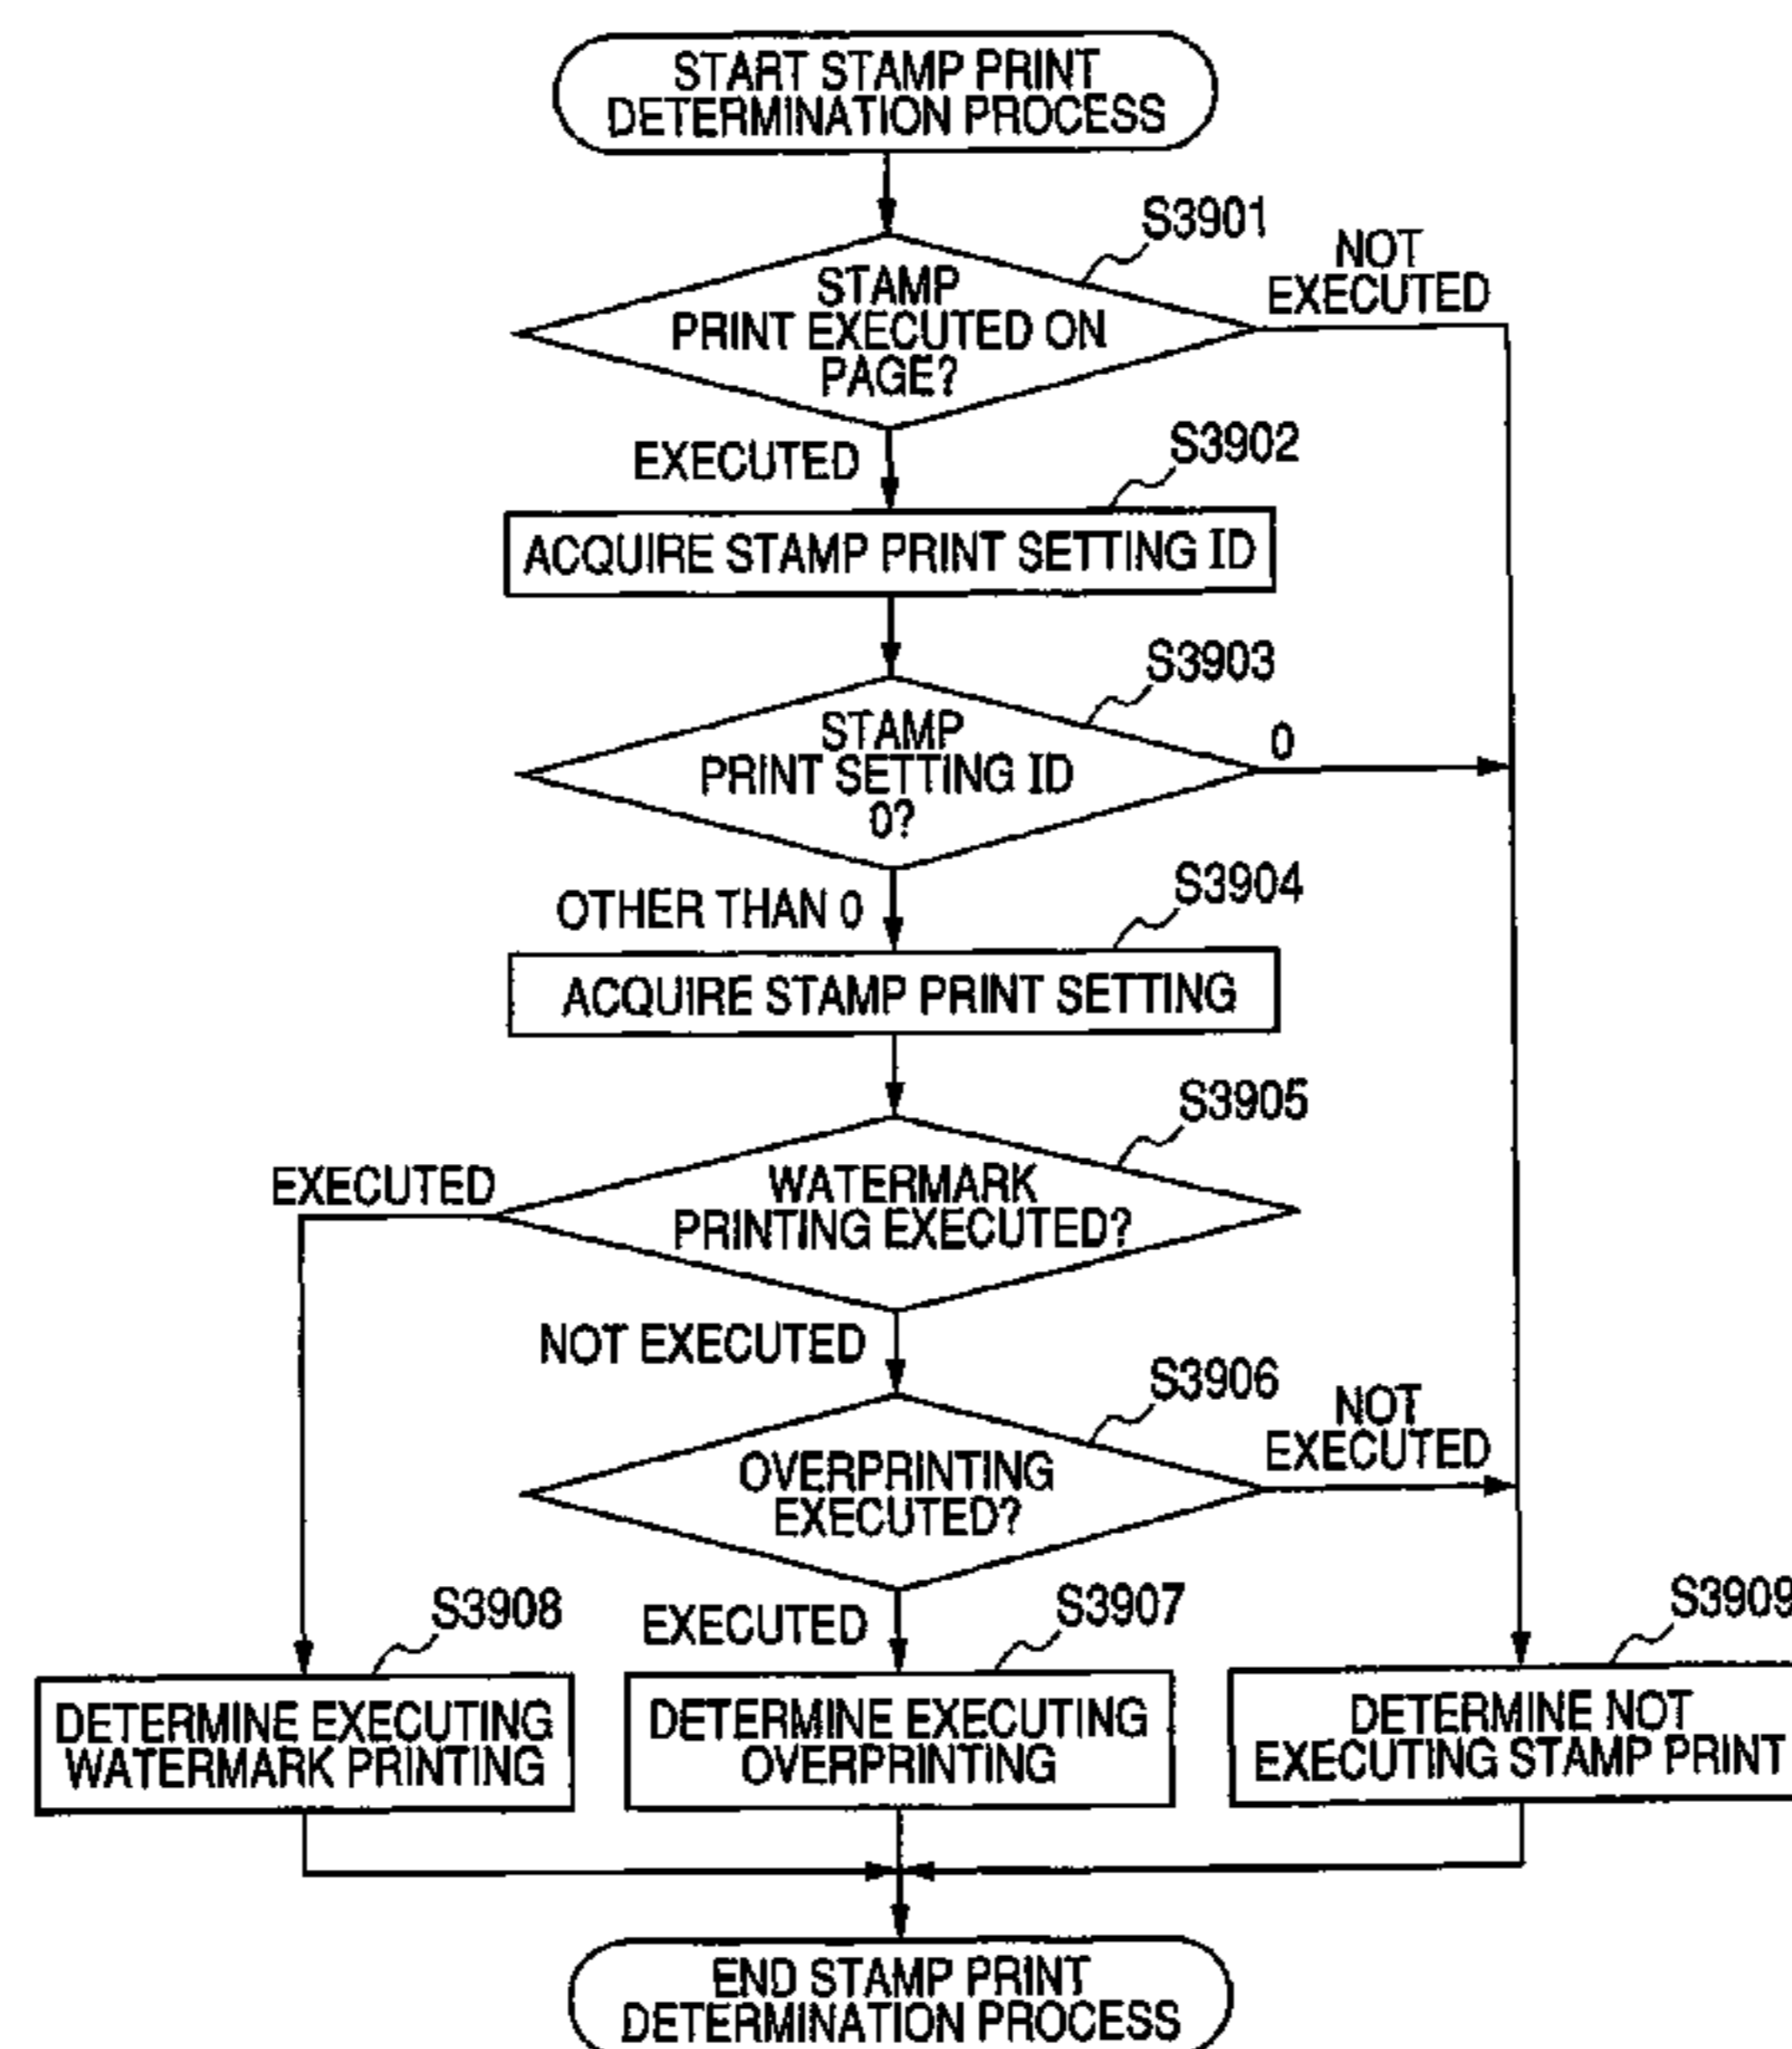 START STAMP PRINT
DETERMINATION PROCESS
S3901
STAMP
PRINT EXECUTED ON
PAGE?
NOT
EXECUTED
EXECUTED
S3902
ACQUIRE STAMP PRINT SETTING ID
S3903
STAMP
PRINT SETTING ID
0?
0
OTHER THAN 0
S3904
ACQUIRE STAMP PRINT SETTING
S3905
EXECUTED
WATERMARK
PRINTING EXECUTED?
NOT EXECUTED
S3906
OVERPRINTING
EXECUTED?
NOT
EXECUTED
EXECUTED
S3908
DETERMINE EXECUTING
WATERMARK PRINTING
S3907
DETERMINE EXECUTING
OVERPRINTING
S3909
DETERMINE NOT
EXECUTING STAMP PRINT
END STAMP PRINT
DETERMINATION PROCESS